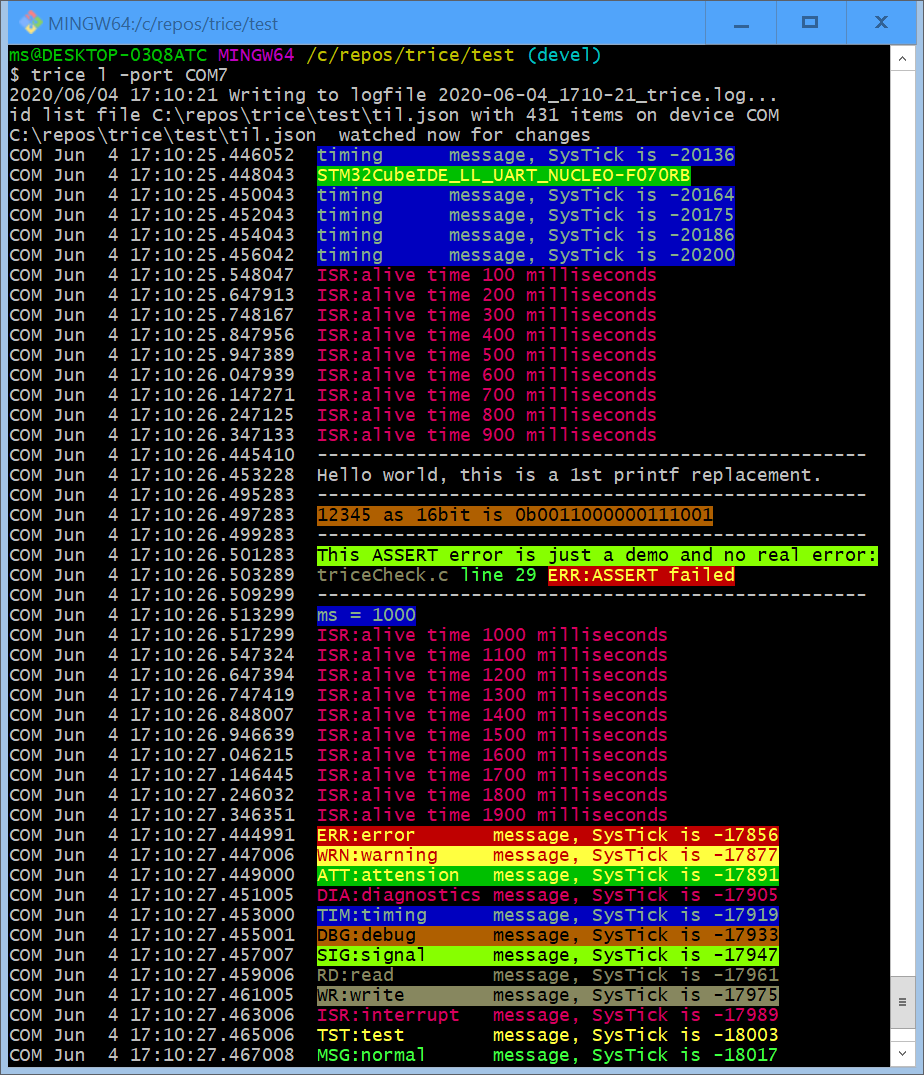 MINGW64:/c/repos/trice/test
ms@DESKTOP-03Q8ATC MINGW64 /c/repos/trice/test (devel)
$ trice l -port COM7
2020/06/04 17:10:21 Writing to logfile 2020-06-04_1710-21_trice.log...
id list file C:\repos\trice\test\til.json with 431 items on device COM
C:\repos\trice\test\til.json  watched now for changes
COM Jun  4 17:10:25.446052  timing      message, SysTick is -20136
COM Jun  4 17:10:25.448043  STM32CubeIDE_LL_UART_NUCLEO-F070RB
COM Jun  4 17:10:25.450043  timing      message, SysTick is -20164
COM Jun  4 17:10:25.452043  timing      message, SysTick is -20175
COM Jun  4 17:10:25.454043  timing      message, SysTick is -20186
COM Jun  4 17:10:25.456042  timing      message, SysTick is -20200
COM Jun  4 17:10:25.548047  ISR:alive time 100 milliseconds
COM Jun  4 17:10:25.647913  ISR:alive time 200 milliseconds
COM Jun  4 17:10:25.748167  ISR:alive time 300 milliseconds
COM Jun  4 17:10:25.847956  ISR:alive time 400 milliseconds
COM Jun  4 17:10:25.947389  ISR:alive time 500 milliseconds
COM Jun  4 17:10:26.047939  ISR:alive time 600 milliseconds
COM Jun  4 17:10:26.147271  ISR:alive time 700 milliseconds
COM Jun  4 17:10:26.247125  ISR:alive time 800 milliseconds
COM Jun  4 17:10:26.347133  ISR:alive time 900 milliseconds
COM Jun  4 17:10:26.445410  --------------------------------------------------
COM Jun  4 17:10:26.453228  Hello world, this is a 1st printf replacement.
COM Jun  4 17:10:26.495283  --------------------------------------------------
COM Jun  4 17:10:26.497283  12345 as 16bit is 0b0011000000111001
COM Jun  4 17:10:26.499283  --------------------------------------------------
COM Jun  4 17:10:26.501283  This ASSERT error is just a demo and no real error:
COM Jun  4 17:10:26.503289  triceCheck.c line 29 ERR:ASSERT failed
COM Jun  4 17:10:26.509299  --------------------------------------------------
COM Jun  4 17:10:26.513299  ms = 1000
COM Jun  4 17:10:26.517299  ISR:alive time 1000 milliseconds
COM Jun  4 17:10:26.547324  ISR:alive time 1100 milliseconds
COM Jun  4 17:10:26.647394  ISR:alive time 1200 milliseconds
COM Jun  4 17:10:26.747419  ISR:alive time 1300 milliseconds
COM Jun  4 17:10:26.848007  ISR:alive time 1400 milliseconds
COM Jun  4 17:10:26.946639  ISR:alive time 1500 milliseconds
COM Jun  4 17:10:27.046215  ISR:alive time 1600 milliseconds
COM Jun  4 17:10:27.146445  ISR:alive time 1700 milliseconds
COM Jun  4 17:10:27.246032  ISR:alive time 1800 milliseconds
COM Jun  4 17:10:27.346351  ISR:alive time 1900 milliseconds
COM Jun  4 17:10:27.444991  ERR:error       message, SysTick is -17856
COM Jun  4 17:10:27.447006  WRN:warning     message, SysTick is -17877
COM Jun  4 17:10:27.449000  ATT:attension   message, SysTick is -17891
COM Jun  4 17:10:27.451005  DIA:diagnostics message, SysTick is -17905
COM Jun  4 17:10:27.453000  TIM:timing      message, SysTick is -17919
COM Jun  4 17:10:27.455001  DBG:debug       message, SysTick is -17933
COM Jun  4 17:10:27.457007  SIG:signal      message, SysTick is -17947
COM Jun  4 17:10:27.459006  RD:read         message, SysTick is -17961
COM Jun  4 17:10:27.461005  WR:write        message, SysTick is -17975
COM Jun  4 17:10:27.463006  ISR:interrupt   message, SysTick is -17989
COM Jun  4 17:10:27.465006  TST:test        message, SysTick is -18003
COM Jun  4 17:10:27.467008  MSG:normal      message, SysTick is -18017